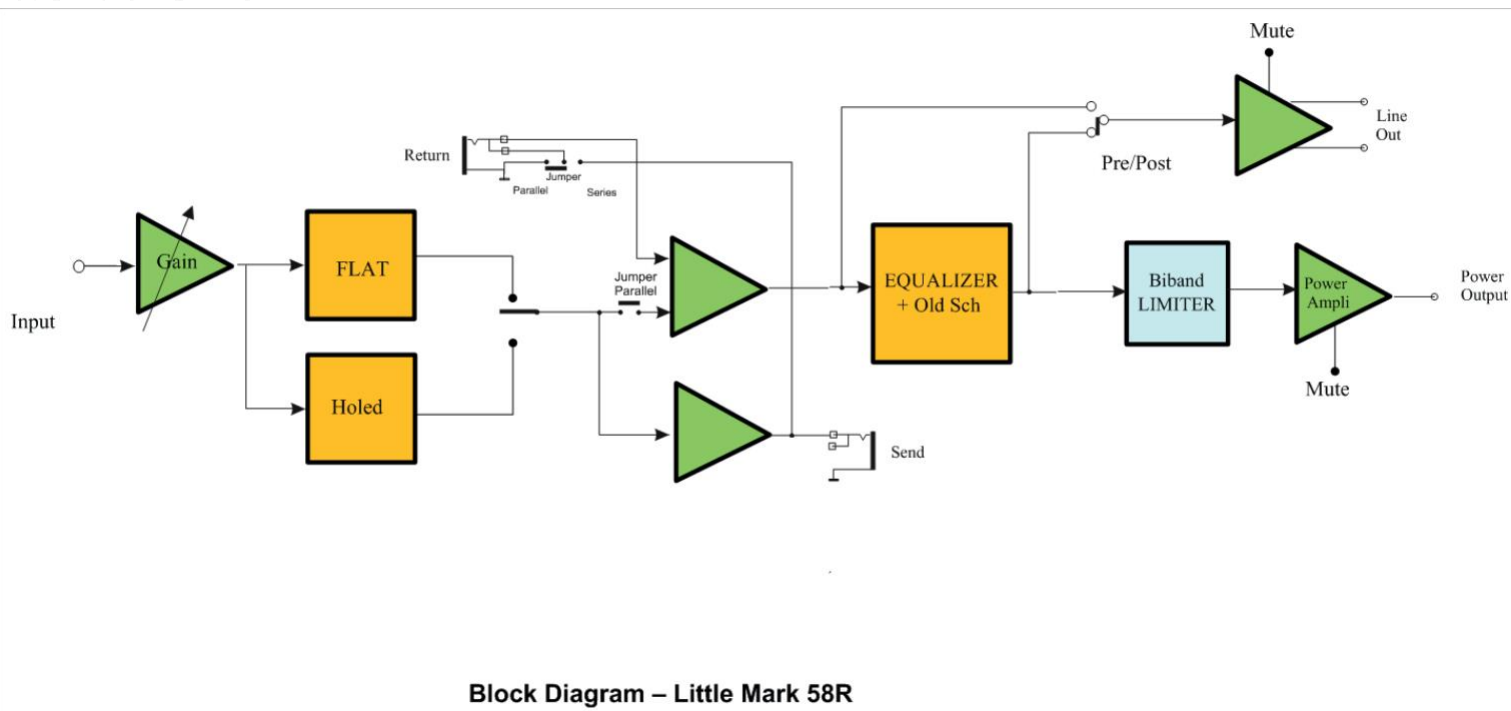 Mute
Line
Out
Pre/Post
Return
Jumper
Parallel
Series
Gain
FLAT
Jumper
Parallel
EQUALIZER
+ Old Sch
Biband
LIMITER
Power
Ampli
Power
Output
Input
Holed
Mute
Send
Block Diagram – Little Mark 58R